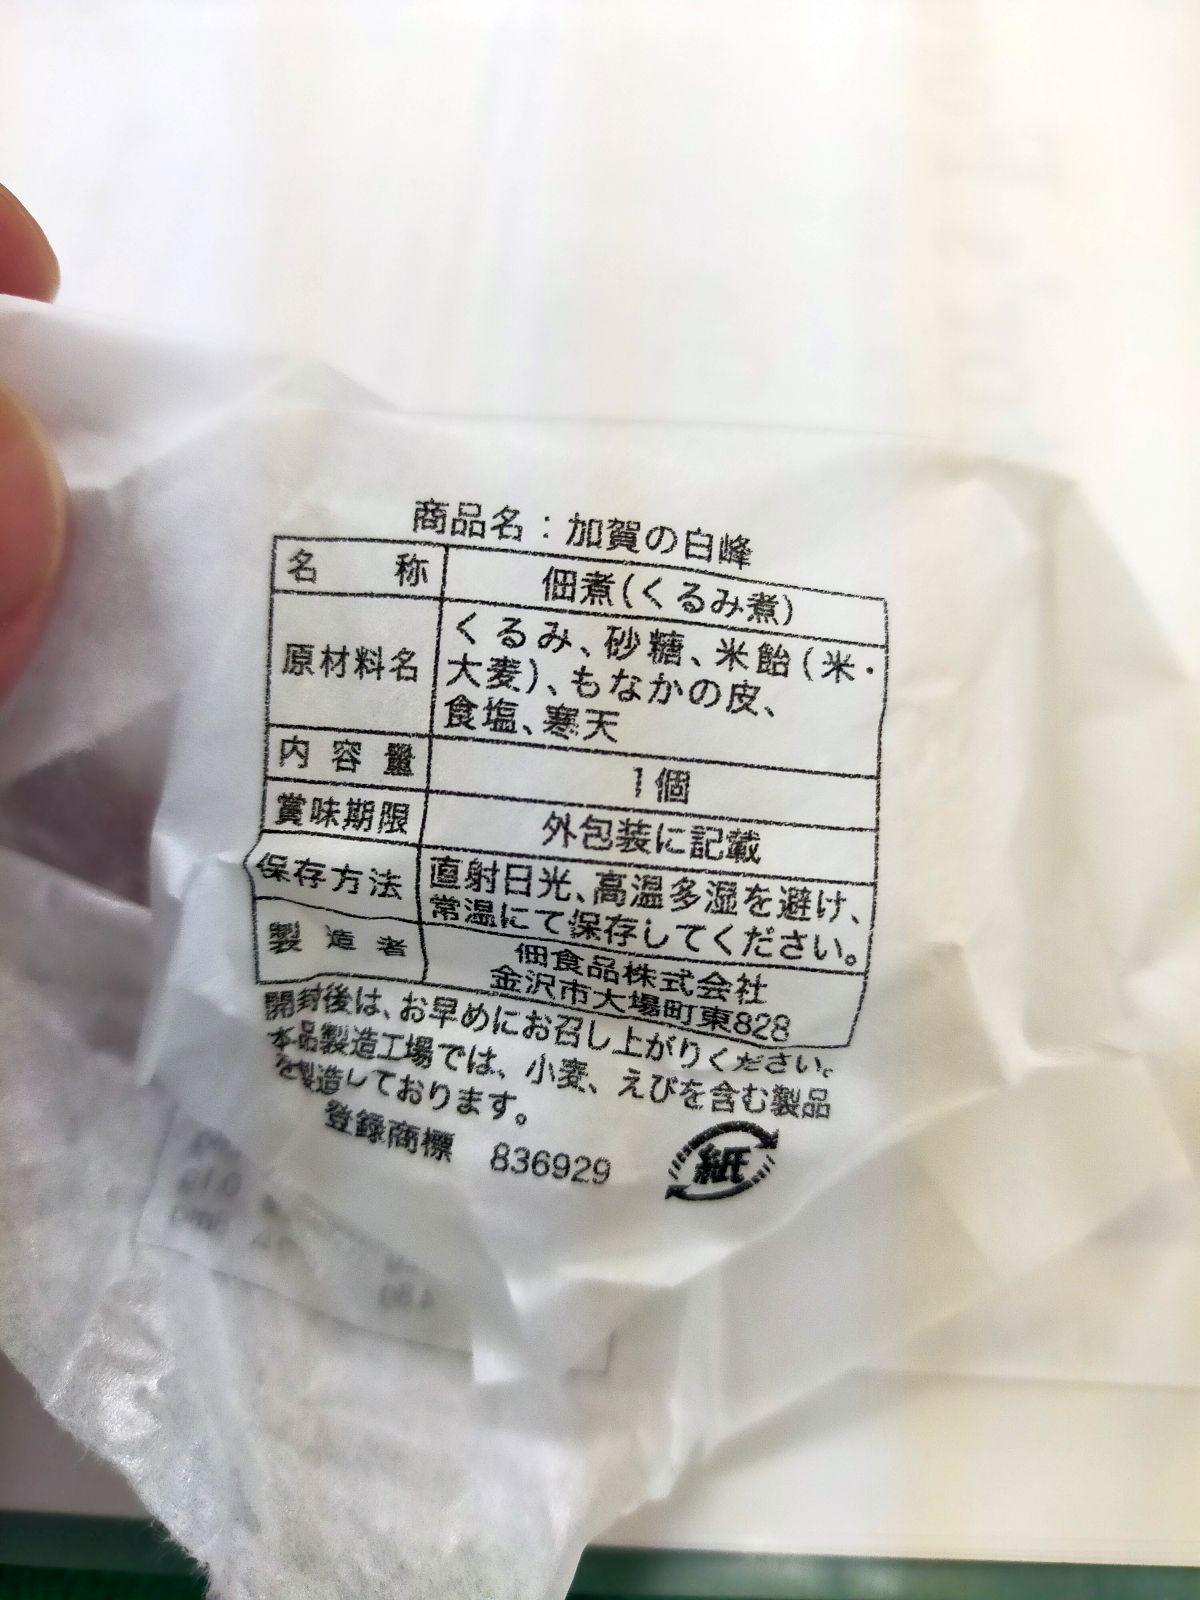 商品名：加賀の白峰
名称 佃煮(くるみ煮)
原材料名 くるみ、砂糖、米飴(米・
大麦)、もなかの皮、
食塩、寒天
内容量 1個
賞味期限 外包装に記載
保存方法 直射日光、高温多湿を避け、
常温にて保存してください。
製造者 佃食品株式会社
金沢市大場町東828
開封後は、お早めにお召し上がりください。
本品製造工場では、小麦、えびを含む製品
を製造しております。
登録商標 836929
紙